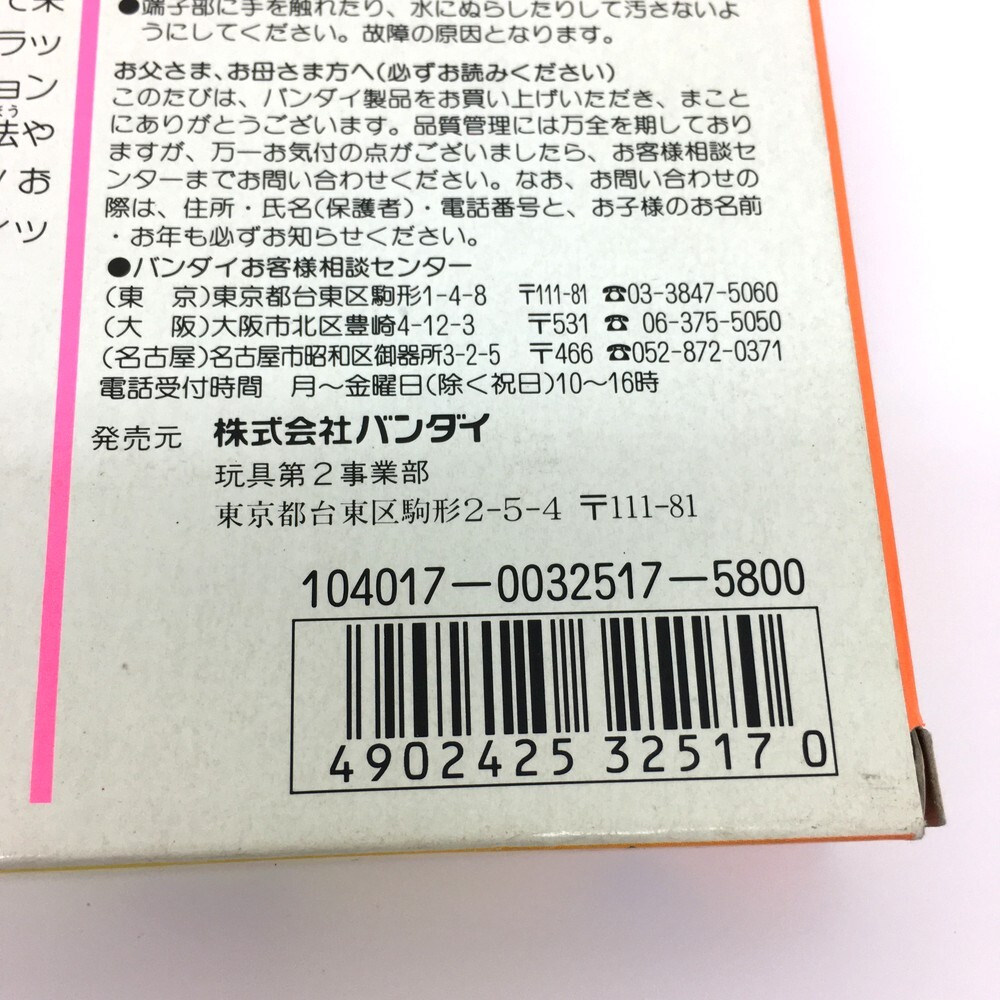 ●端子部に手を触れたり、水にぬらしたりして汚さないよ
うにしてください。故障の原因となります。
ラッ
ョン
法や
お
ッ
お父さま、お母さま方へ(必ずお読みください)
このたびは、バンダイ製品をお買い上げいただき、まこと
にありがとうございます。品質管理には万全を期しており
ますが、万一お気付の点がございましたら、お客様相談セ
ンターまでお問い合わせください。なお、お問い合わせの
際は、住所・氏名(保護者)・電話番号と、お子様のお名前
・お年も必ずお知らせください。
●バンダイお客様相談センター
(東　京)東京都台東区駒形1-4-8 〒111-81 ☎03-3847-5060
(大　阪)大阪市北区豊崎4-12-3 〒531 ☎ 06-375-5050
(名古屋)名古屋市昭和区御器所3-2-5 〒466 ☎052-872-0371
電話受付時間　月～金曜日(除く祝日)10～16時
発売元 株式会社バンダイ
玩具第2事業部
東京都台東区駒形2-5-4 〒111-81
104017-0032517-5800
4902425 325170